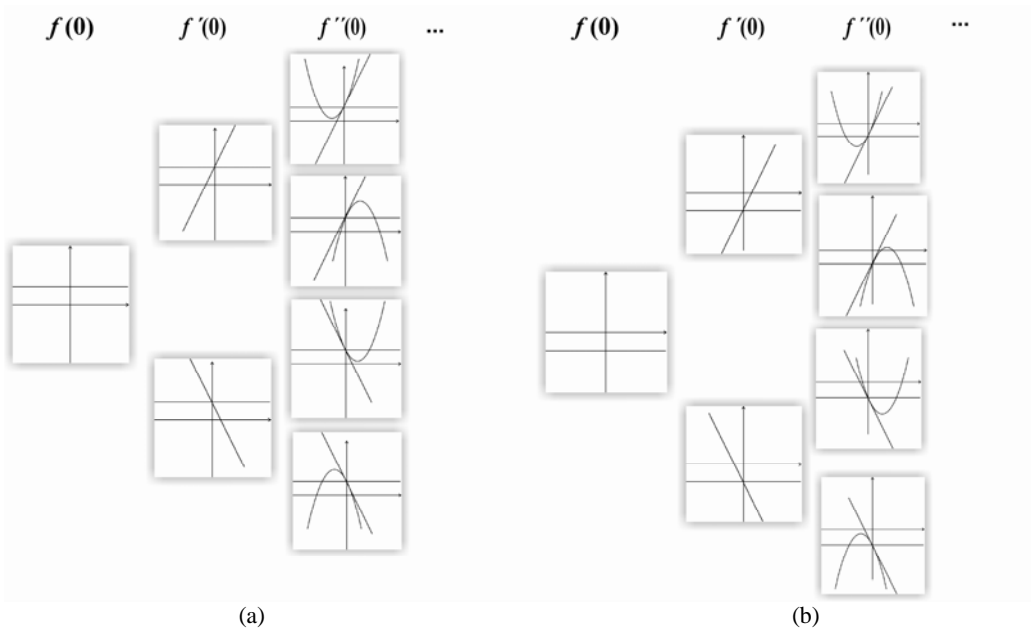 f (0) f ′(0) f ′′(0) ... f (0) f ′(0) f ′′(0) ...
(a) (b)